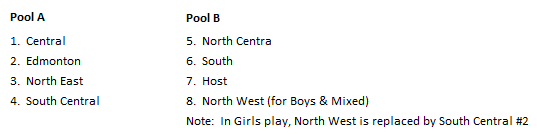 Pool A
1. Central
2. Edmonton
3. North East
4. South Central
Pool B
5. North Centra
6. South
7. Host
8. North West (for Boys & Mixed)
Note: In Girls play, North West is replaced by South Central #2